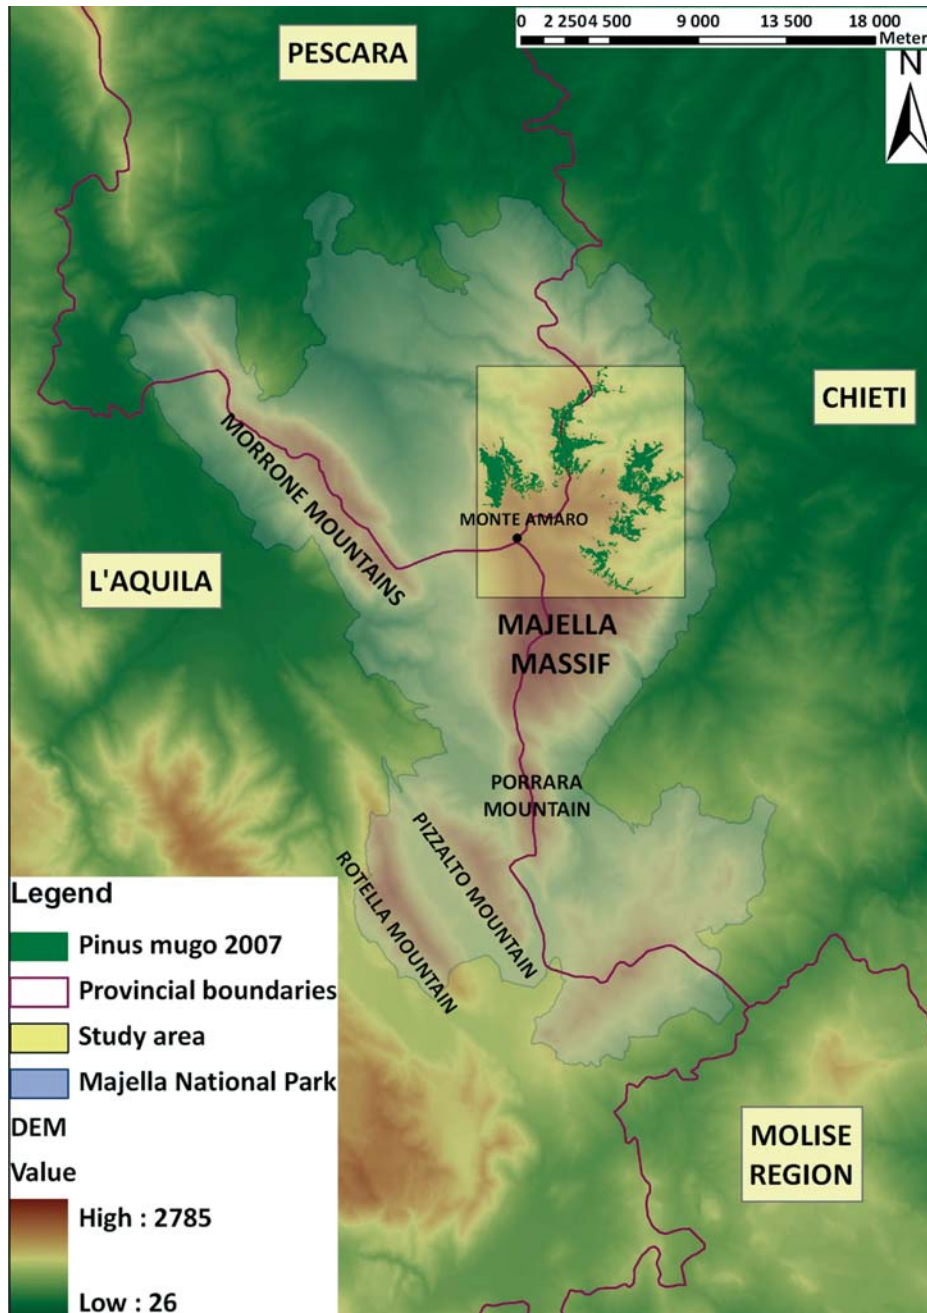 0 2 250 4 500 9 000 13 500 18 000
Meter
N
PESCARA
CHIETI
MORRONE MOUNTAINS
MONTE AMARO
L'AQUILA
MAJELLA
MASSIF
PORRARA
MOUNTAIN
PIZZALTO MOUNTAIN
ROTELLA MOUNTAIN
MOLISE
REGION
Legend
Pinus mugo 2007
Provincial boundaries
Study area
Majella National Park
DEM
Value
High : 2785
Low : 26